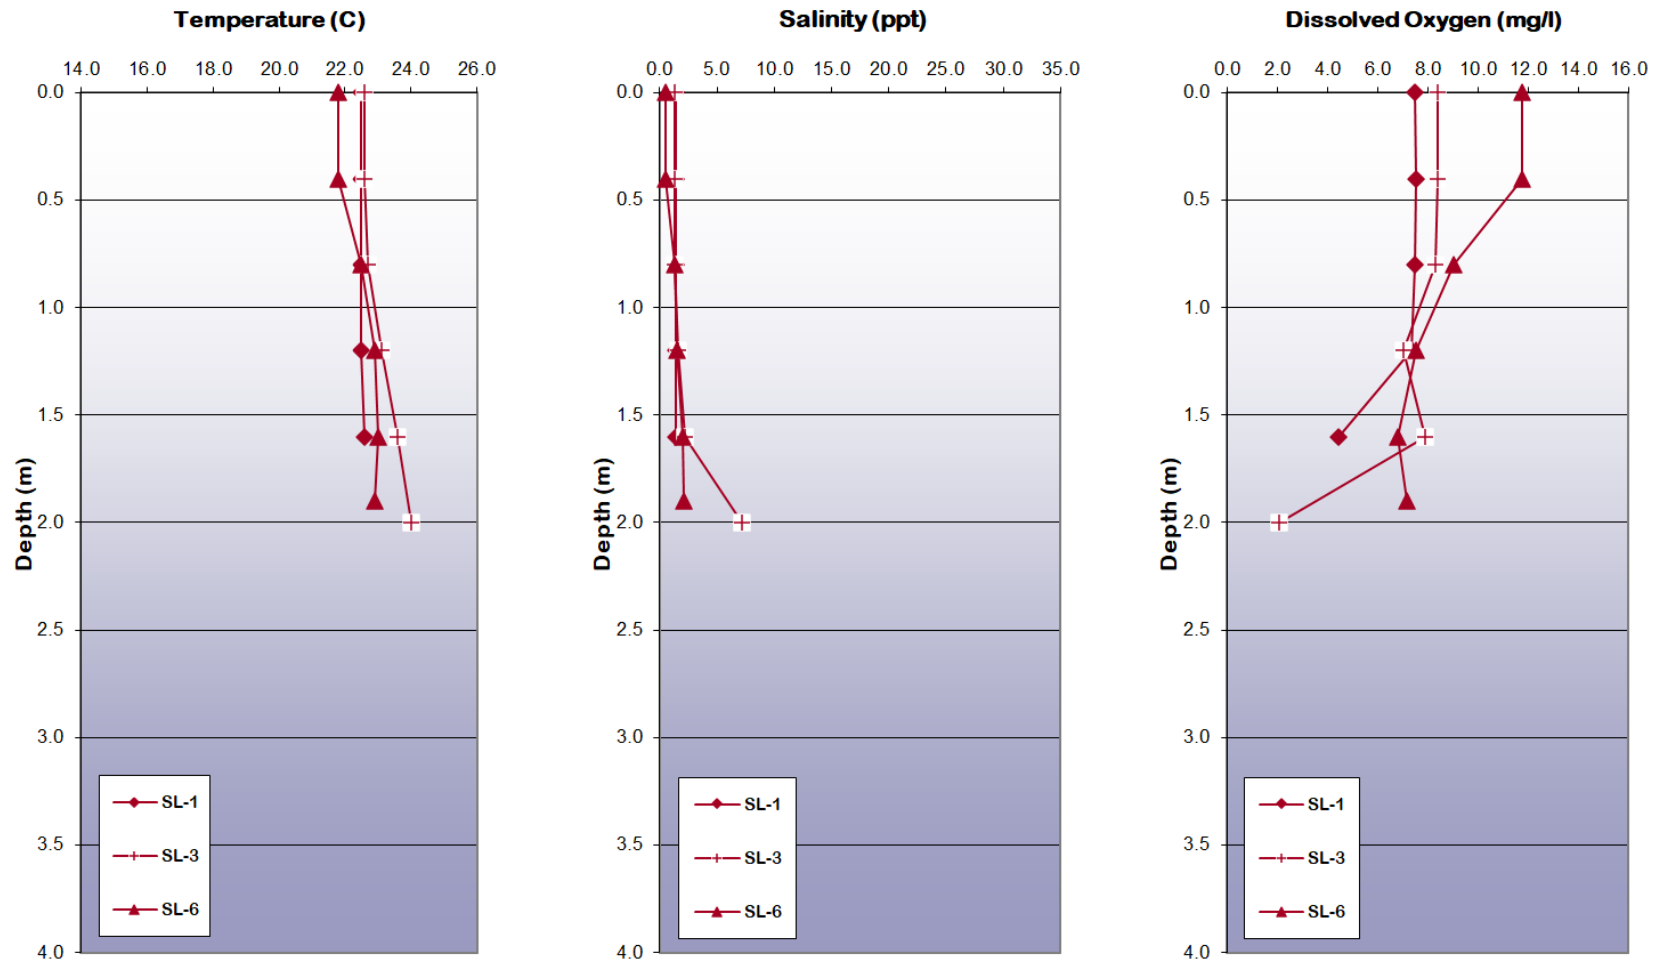 Temperature (C)
14.0 16.0 18.0 20.0 22.0 24.0 26.0
0.0
0.5
1.0
1.5
2.0
2.5
3.0
3.5
4.0
Depth (m)
SL-1
SL-3
SL-6
Salinity (ppt)
0.0 5.0 10.0 15.0 20.0 25.0 30.0 35.0
0.0
0.5
1.0
1.5
2.0
2.5
3.0
3.5
4.0
Depth (m)
SL-1
SL-3
SL-6
Dissolved Oxygen (mg/l)
0.0 2.0 4.0 6.0 8.0 10.0 12.0 14.0 16.0
0.0
0.5
1.0
1.5
2.0
2.5
3.0
3.5
4.0
Depth (m)
SL-1
SL-3
SL-6